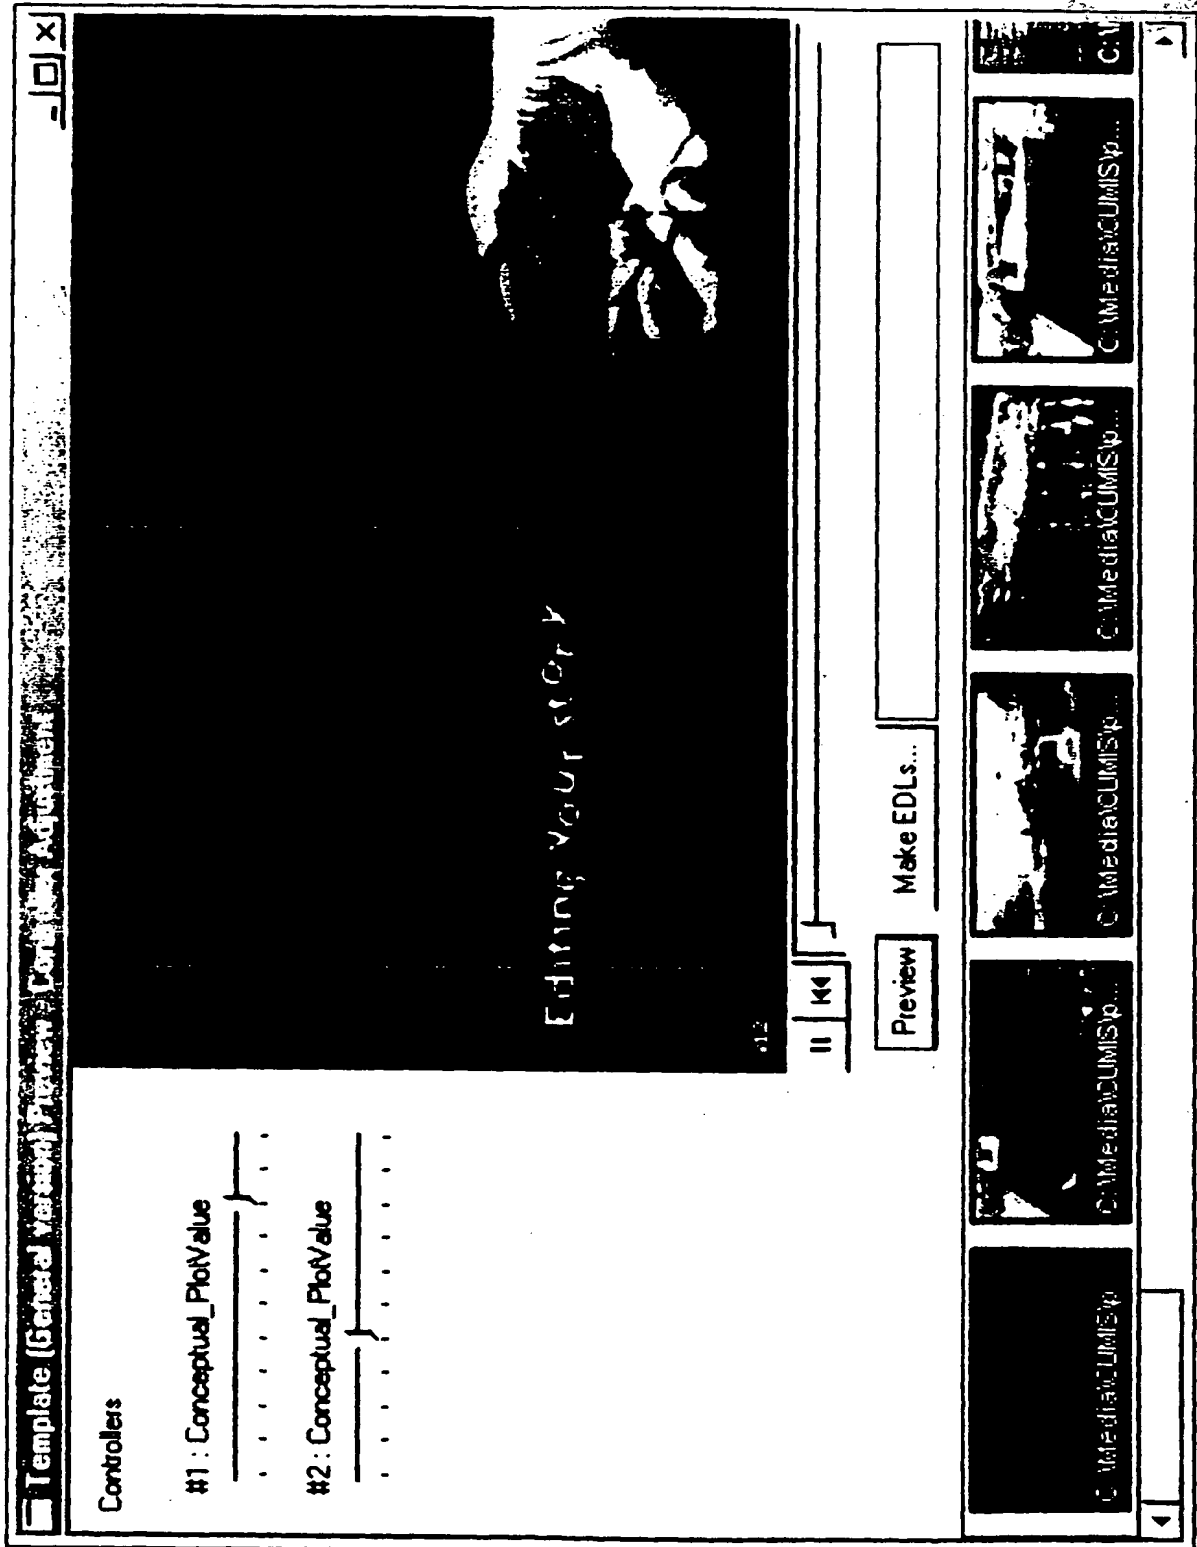 Template [General Version] Preview - Controller Adjustment
Controllers
#1 : Conceptual_PlotValue
#2 : Conceptual_PlotValue
Editing Your story
Preview
Make EDLs...
C:\Media\CUMIS\p...
C:\Media\CUMIS\p...
C:\Media\CUMIS\p...
C:\Media\CUMIS\p...
C:\Media\CUMIS\p...
C:\M